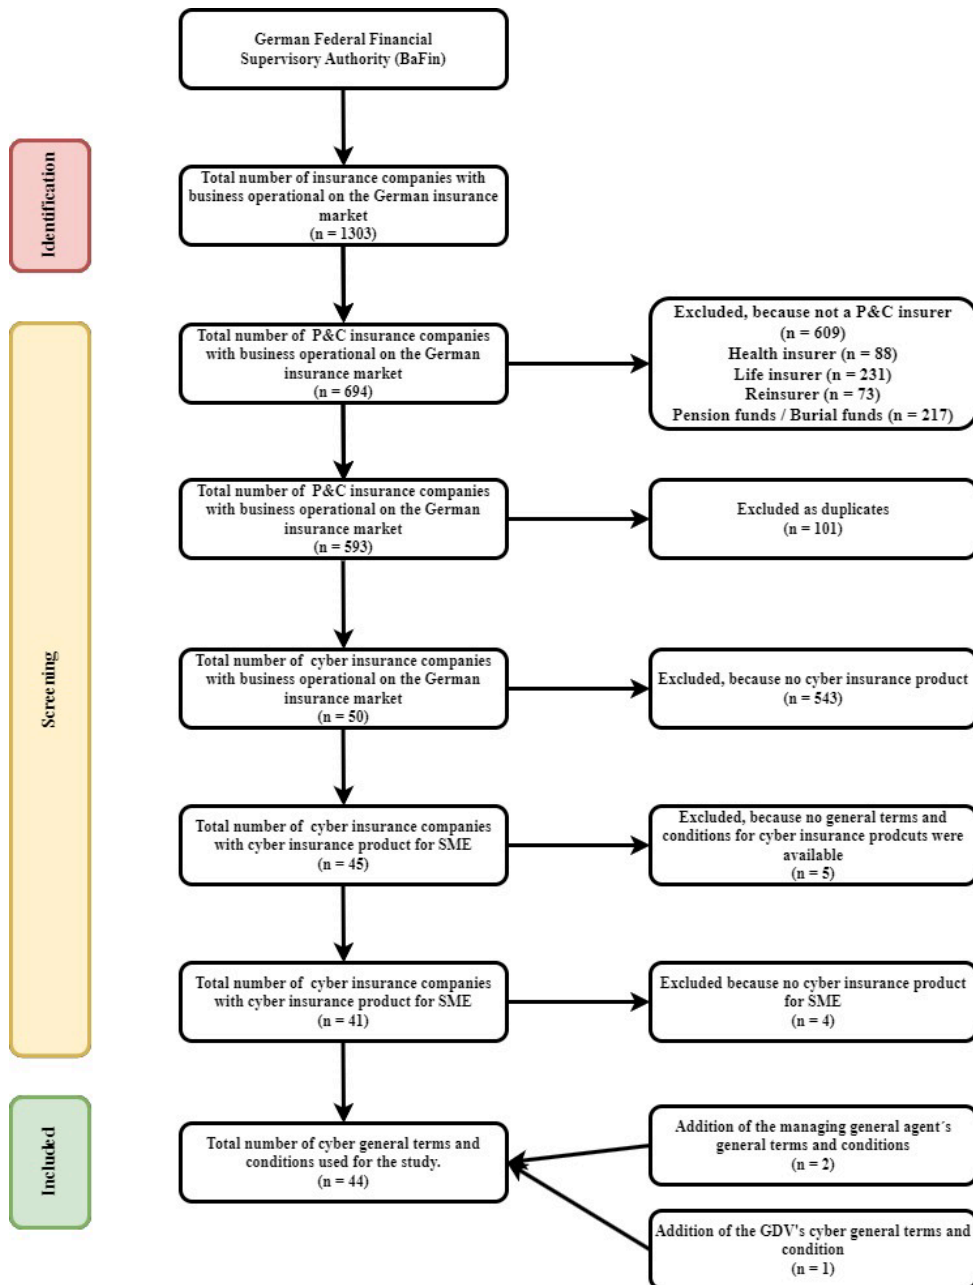 German Federal Financial
Supervisory Authority (BaFin)
Identification
Total number of insurance companies with
business operational on the German insurance
market
(n = 1303)
Screening
Total number of P&C insurance companies
with business operational on the German
insurance market
(n = 694)
Excluded, because not a P&C insurer
(n = 609)
Health insurer (n = 88)
Life insurer (n = 231)
Reinsurer (n = 73)
Pension funds / Burial funds (n = 217)
Total number of P&C insurance companies
with business operational on the German
insurance market
(n = 593)
Excluded as duplicates
(n = 101)
Total number of cyber insurance companies
with business operational on the German
insurance market
(n = 50)
Excluded, because no cyber insurance product
(n = 543)
Total number of cyber insurance companies
with cyber insurance product for SME
(n = 45)
Excluded, because no general terms and
conditions for cyber insurance prodcuts were
available
(n = 5)
Total number of cyber insurance companies
with cyber insurance product for SME
(n = 41)
Excluded because no cyber insurance product
for SME
(n = 4)
Included
Total number of cyber general terms and
conditions used for the study.
(n = 44)
Addition of the managing general agent´s
general terms and conditions
(n = 2)
Addition of the GDV's cyber general terms and
condition
(n = 1)